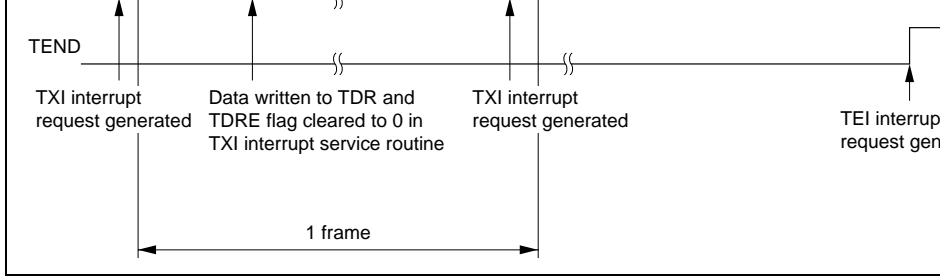 TEND
TXI interrupt
request generated
Data written to TDR and
TDRE flag cleared to 0 in
TXI interrupt service routine
TXI interrupt
request generated
TEI interrup
request gen
1 frame